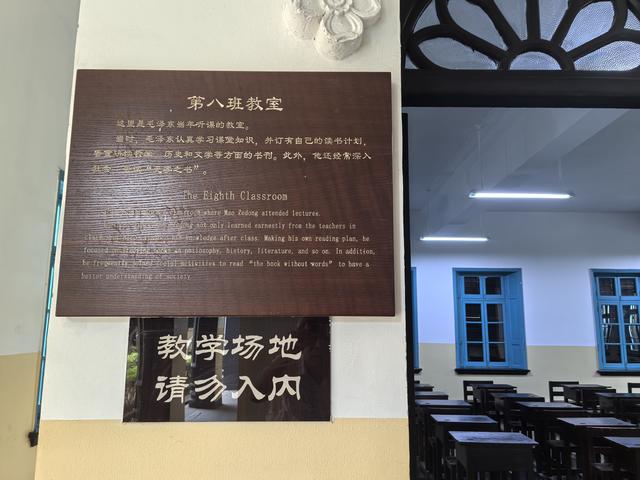 第八班教室
这里是毛泽东当年听课的教室。
当时，毛泽东认真学习课堂知识，并订有自己的读书计划，
历史和文学等方面的书刊。此外，他还经常深入
“无字之书”。
The Eighth Classroom
where Mao Zedong attended lectures.
not only learned earnestly from the teachers in
knowledge after class. Making his own reading plan, he
focused on philosophy, history, literature, and so on. In addition,
he social activities to read "the book without words" to have a
better understanding of society.
教学场地
请勿入内